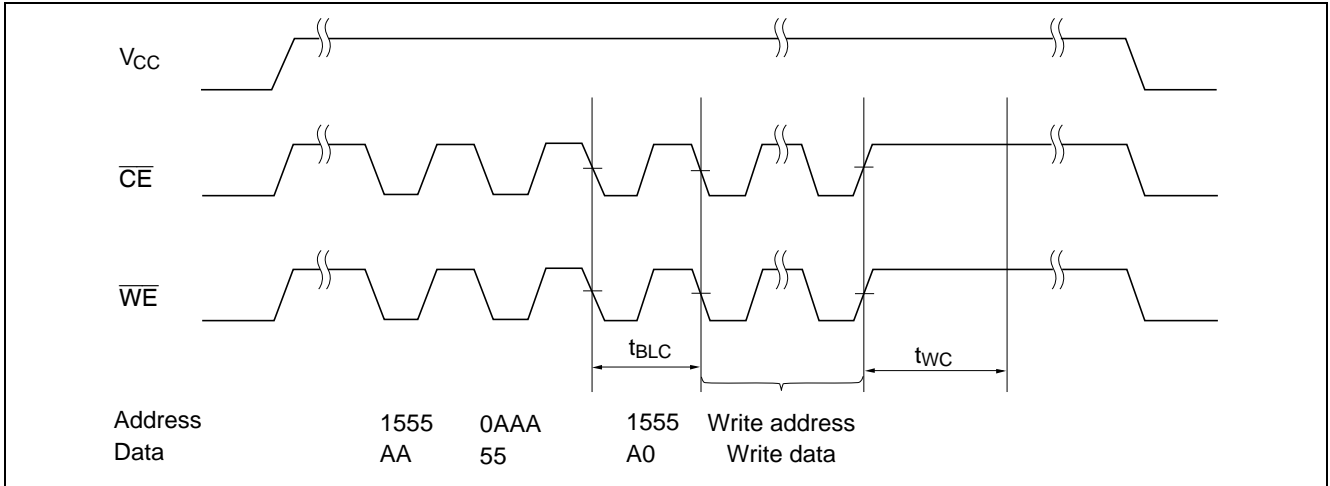 VCC
CE
WE
tBLC
tWC
Address 1555 0AAA 1555 Write address
Data AA 55 A0 Write data